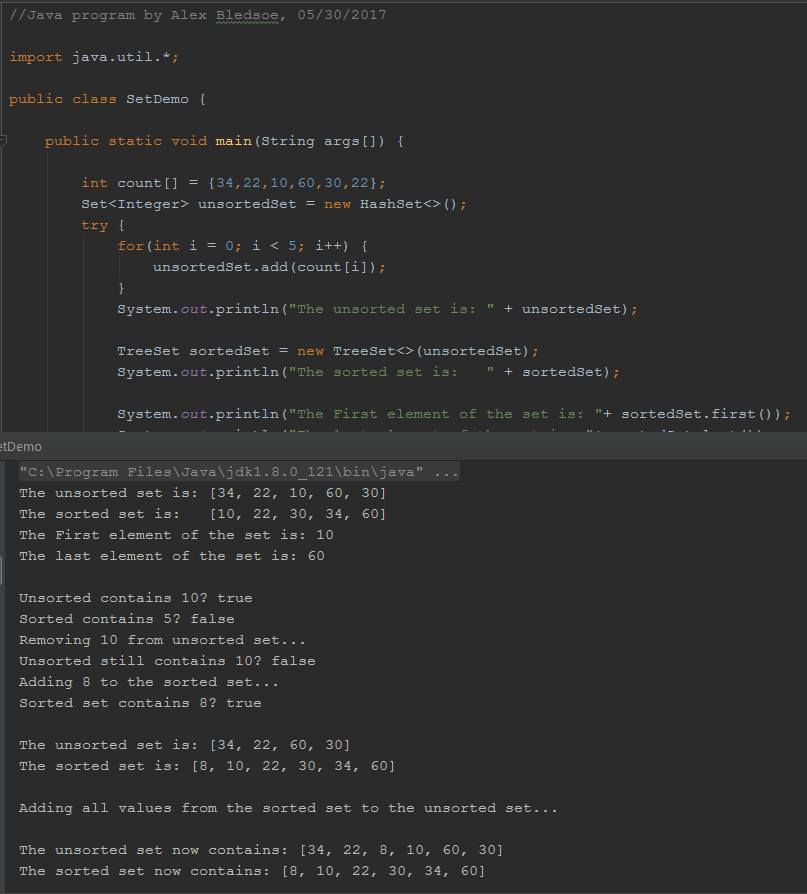 //Java program by Alex Bledsoe, 05/30/2017
import java.util.*;
public class SetDemo {
public static void main(String args[]) {
int count[] = {34,22,10,60,30,22};
Set<Integer> unsortedSet = new HashSet<>();
try {
for(int i = 0; i < 5; i++) {
unsortedSet.add(count[i]);
}
System.out.println("The unsorted set is: " + unsortedSet);
TreeSet sortedSet = new TreeSet<>(unsortedSet);
System.out.println("The sorted set is:   " + sortedSet);
System.out.println("The First element of the set is: "+ sortedSet.first());
etDemo
"C:\Program Files\Java\jdk1.8.0_121\bin\java" ...
The unsorted set is: [34, 22, 10, 60, 30]
The sorted set is:   [10, 22, 30, 34, 60]
The First element of the set is: 10
The last element of the set is: 60
Unsorted contains 10? true
Sorted contains 5? false
Removing 10 from unsorted set...
Unsorted still contains 10? false
Adding 8 to the sorted set...
Sorted set contains 8? true
The unsorted set is: [34, 22, 60, 30]
The sorted set is: [8, 10, 22, 30, 34, 60]
Adding all values from the sorted set to the unsorted set...
The unsorted set now contains: [34, 22, 8, 10, 60, 30]
The sorted set now contains: [8, 10, 22, 30, 34, 60]